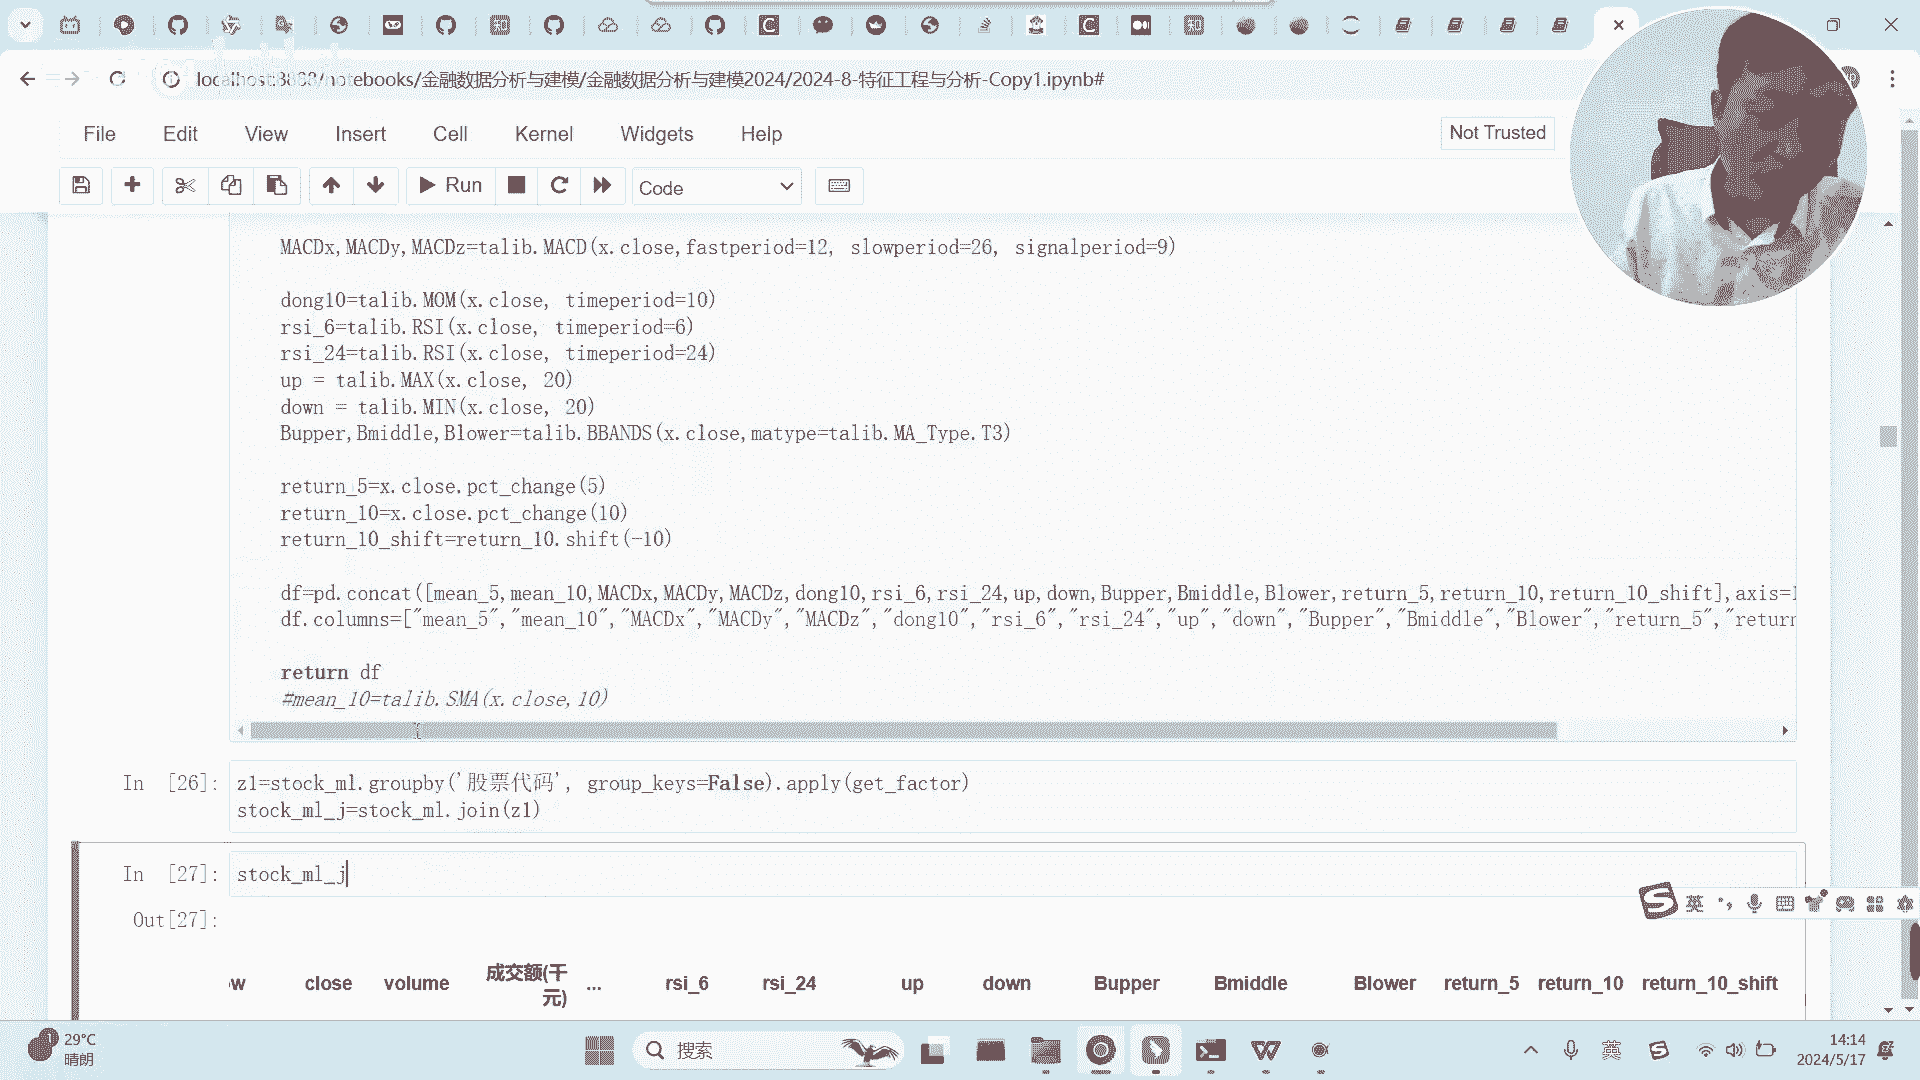 localhost:8888/notebooks/金融数据分析与建模/金融数据分析与建模2024/2024-8-特征工程与分析-Copy1.ipynb#
File Edit View Insert Cell Kernel Widgets Help
Not Trusted
Run
Code
MACDx,MACDy,MACDz=talib.MACD(x.close,fastperiod=12, slowperiod=26, signalperiod=9)
dong10=talib.MOM(x.close, timeperiod=10)
rsi_6=talib.RSI(x.close, timeperiod=6)
rsi_24=talib.RSI(x.close, timeperiod=24)
up = talib.MAX(x.close, 20)
down = talib.MIN(x.close, 20)
Bupper,Bmiddle,Blower=talib.BBANDS(x.close,matype=talib.MA_Type.T3)
return_5=x.close.pct_change(5)
return_10=x.close.pct_change(10)
return_10_shift=return_10.shift(-10)
df=pd.concat([mean_5,mean_10,MACDx,MACDy,MACDz,dong10,rsi_6,rsi_24,up,down,Bupper,Bmiddle,Blower,return_5,return_10,return_10_shift],axis=1
df.columns=["mean_5","mean_10","MACDx","MACDy","MACDz","dong10","rsi_6","rsi_24","up","down","Bupper","Bmiddle","Blower","return_5","return
return df
#mean_10=talib.SMA(x.close,10)
In [26]: z1=stock_ml.groupby('股票代码', group_keys=False).apply(get_factor)
stock_ml_j=stock_ml.join(z1)
In [27]: stock_ml_j
Out[27]:
ow close volume 成交额(千元) ... rsi_6 rsi_24 up down Bupper Bmiddle Blower return_5 return_10 return_10_shift
英
29°C
晴朗
搜索
英
14:14
2024/5/17